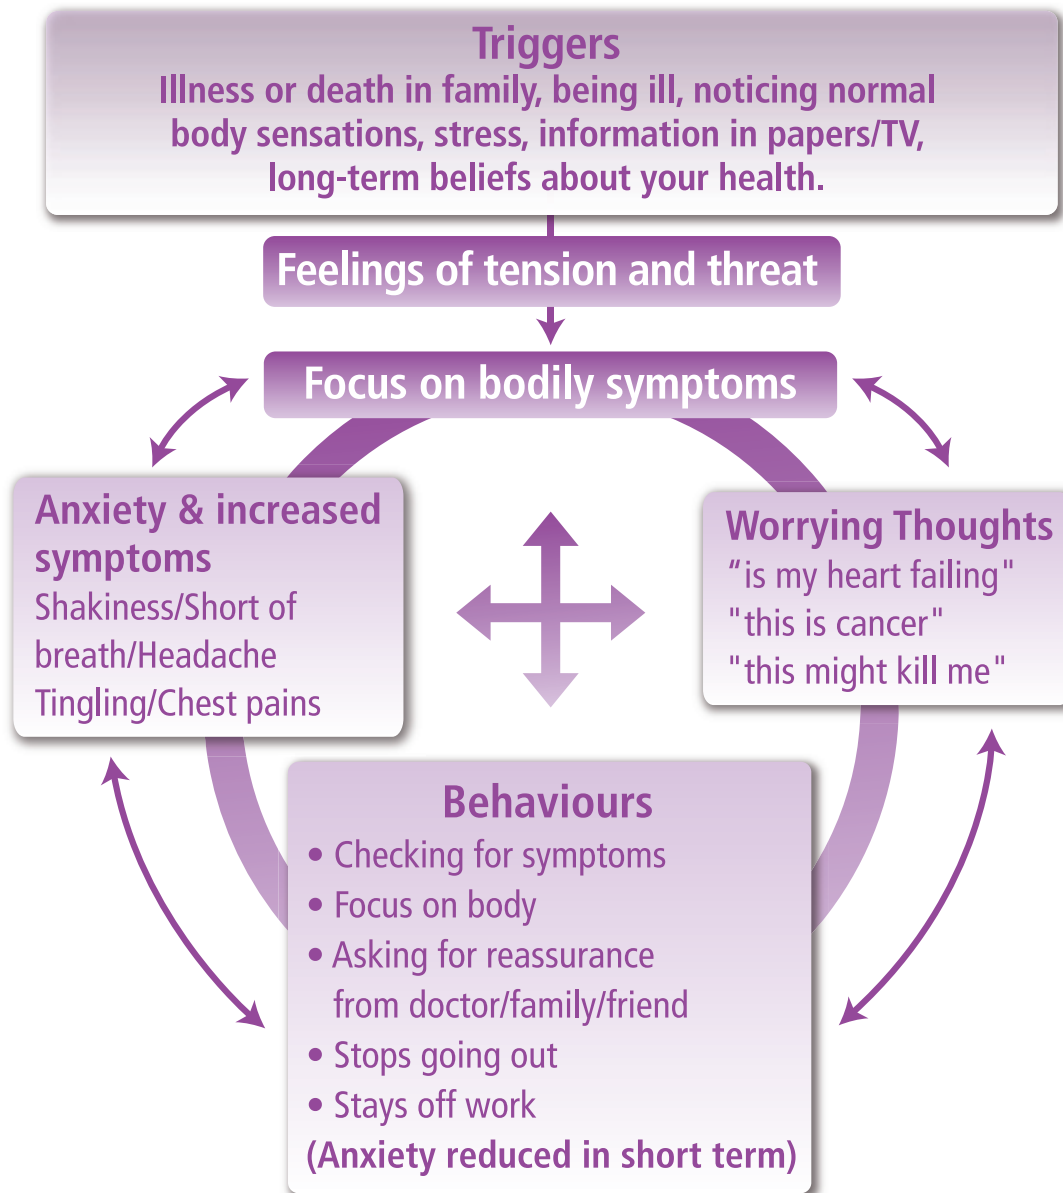 Triggers
Illness or death in family, being ill, noticing normal
body sensations, stress, information in papers/TV,
long-term beliefs about your health.
Feelings of tension and threat
Focus on bodily symptoms
Anxiety & increased
symptoms
Shakiness/Short of
breath/Headache
Tingling/Chest pains
Worrying Thoughts
“is my heart failing"
"this is cancer"
"this might kill me"
Behaviours
• Checking for symptoms
• Focus on body
• Asking for reassurance
from doctor/family/friend
• Stops going out
• Stays off work
(Anxiety reduced in short term)